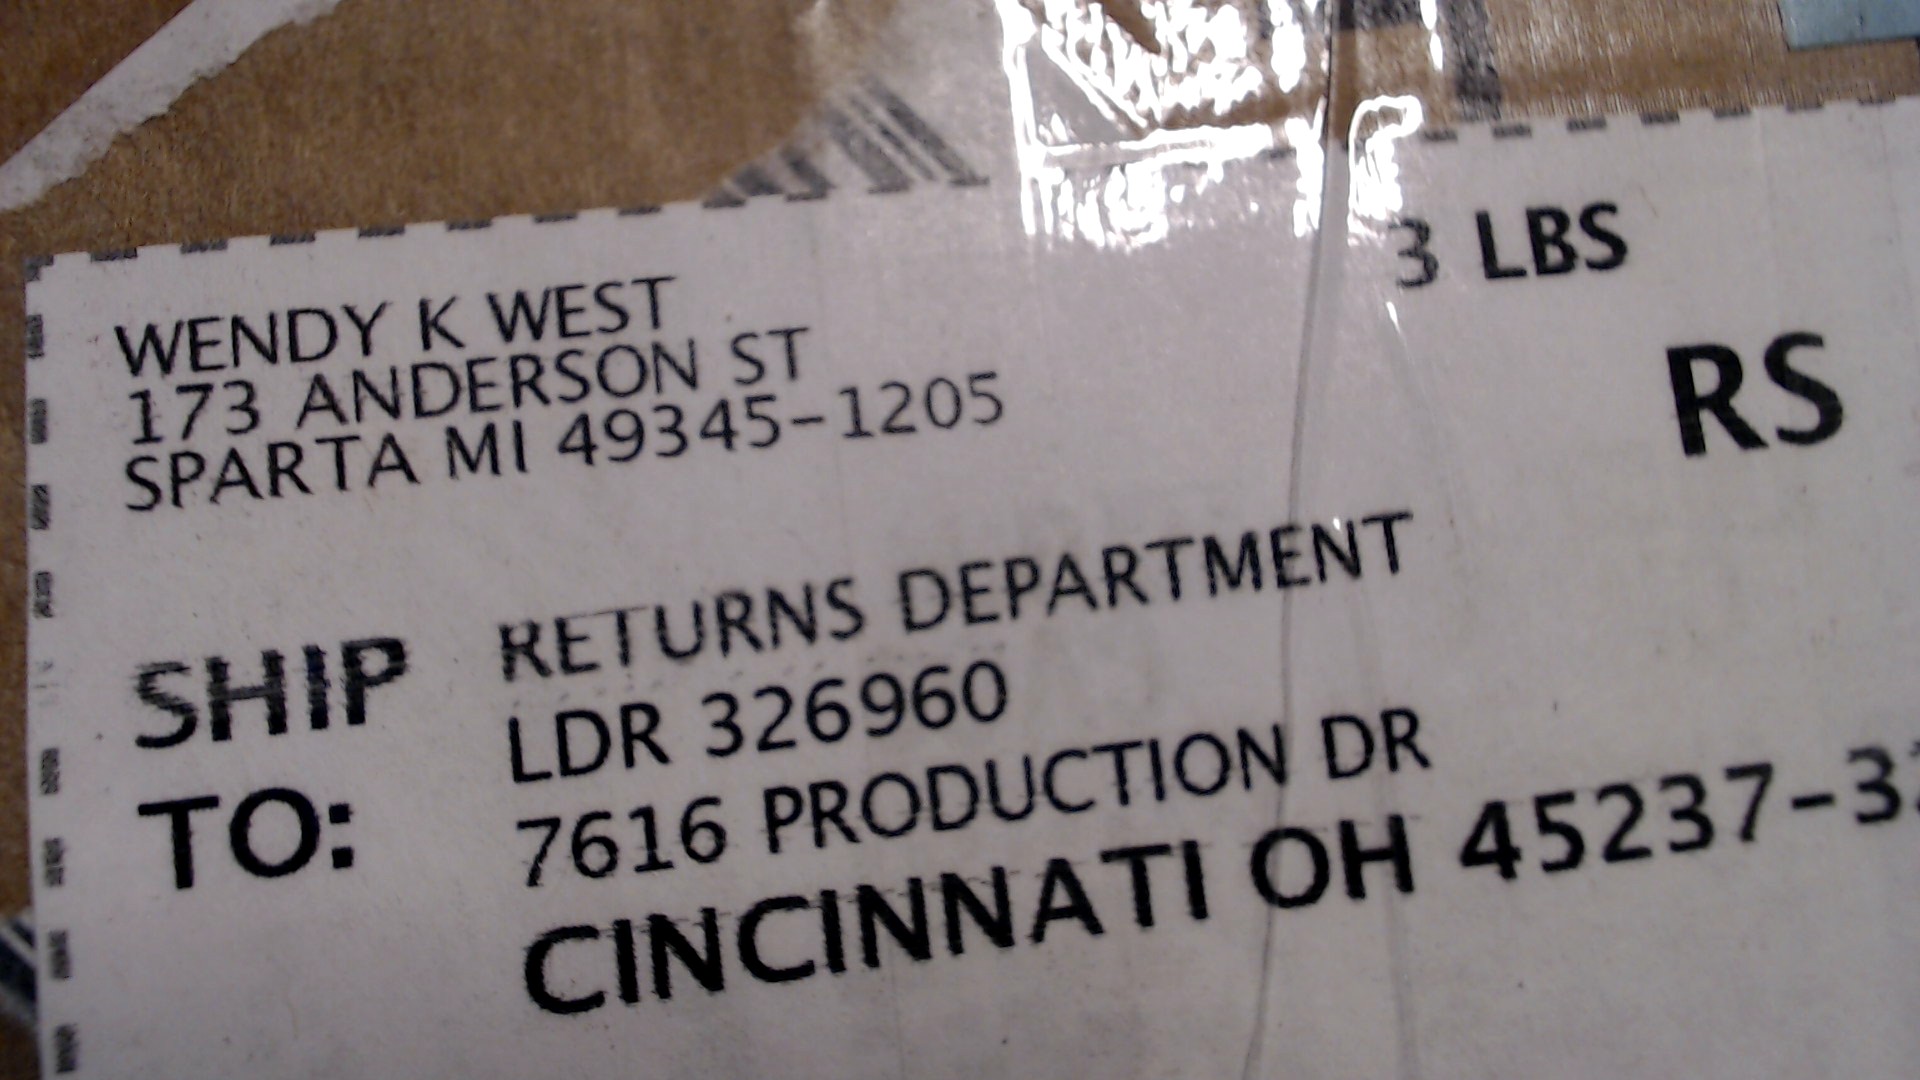 3 LBS
RS
WENDY K WEST
173 ANDERSON ST
SPARTA MI 49345-1205
SHIP TO:
RETURNS DEPARTMENT
LDR 326960
7616 PRODUCTION DR
CINCINNATI OH 45237-3